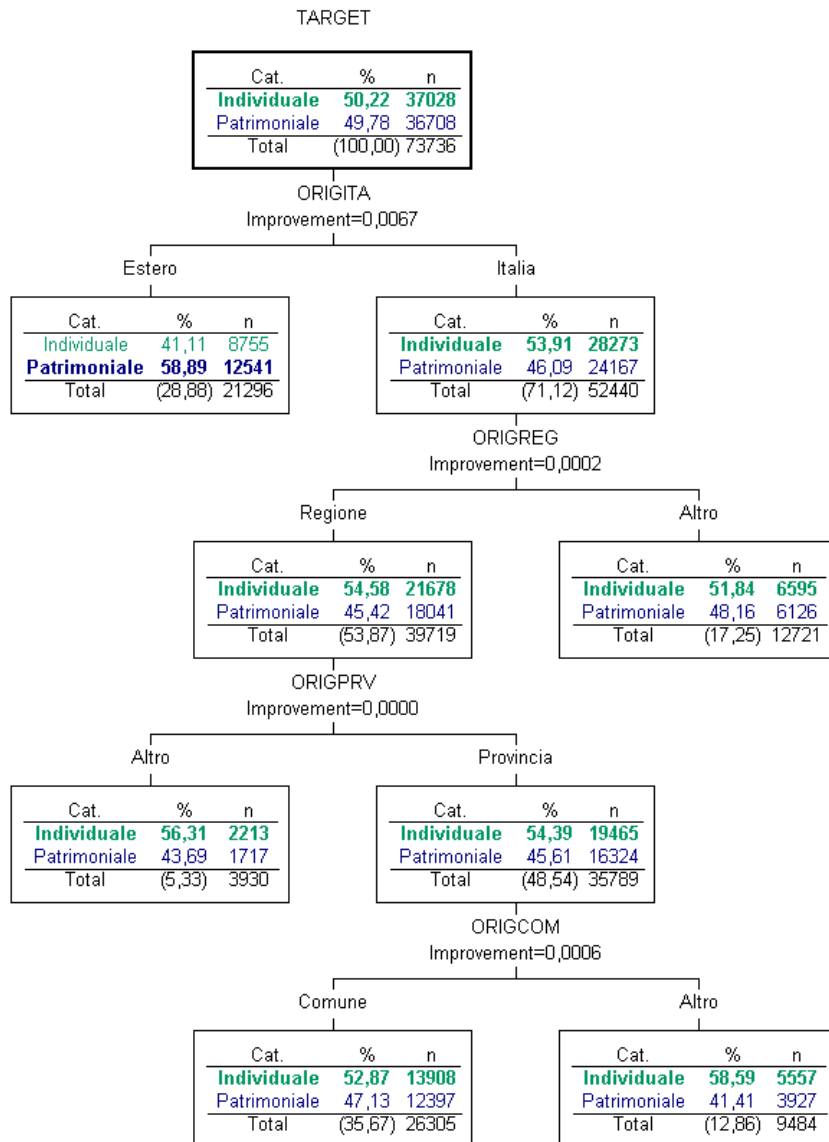 TARGET
Cat. % n
Individuale 50,22 37028
Patrimoniale 49,78 36708
Total (100,00) 73736
ORIGITA
Improvement=0,0067
Estero
Cat. % n
Individuale 41,11 8755
Patrimoniale 58,89 12541
Total (28,88) 21296
Italia
Cat. % n
Individuale 53,91 28273
Patrimoniale 46,09 24167
Total (71,12) 52440
ORIGREG
Improvement=0,0002
Regione
Cat. % n
Individuale 54,58 21678
Patrimoniale 45,42 18041
Total (53,87) 39719
Altro
Cat. % n
Individuale 51,84 6595
Patrimoniale 48,16 6126
Total (17,25) 12721
ORIGPRV
Improvement=0,0000
Altro
Cat. % n
Individuale 56,31 2213
Patrimoniale 43,69 1717
Total (5,33) 3930
Provincia
Cat. % n
Individuale 54,39 19465
Patrimoniale 45,61 16324
Total (48,54) 35789
ORIGCOM
Improvement=0,0006
Comune
Cat. % n
Individuale 52,87 13908
Patrimoniale 47,13 12397
Total (35,67) 26305
Altro
Cat. % n
Individuale 58,59 5557
Patrimoniale 41,41 3927
Total (12,86) 9484